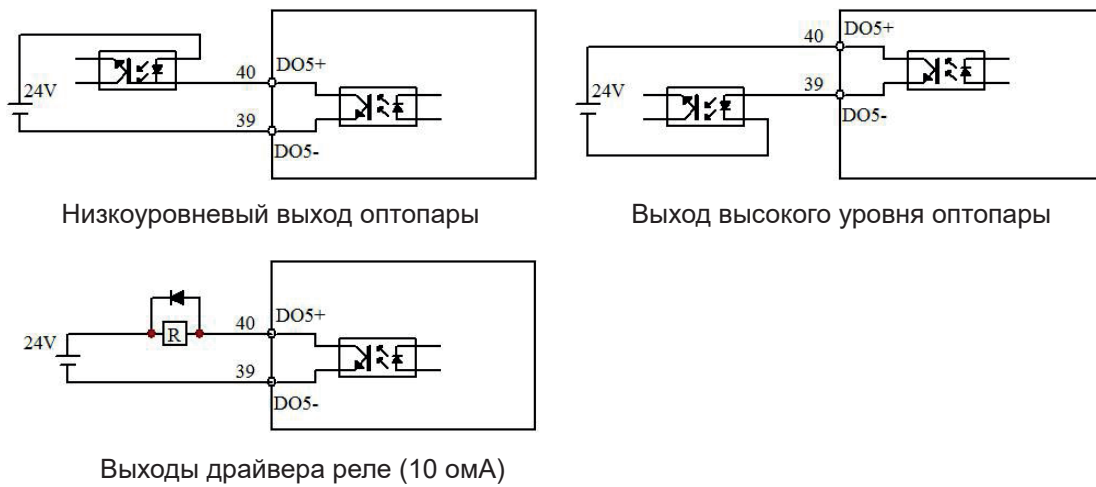 24V
40
DO5+
39
DO5-
Низкоуровневый выход оптопары
24V
40
DO5+
39
DO5-
Выход высокого уровня оптопары
24V
R
40
DO5+
39
DO5-
Выходы драйвера реле (10 омА)